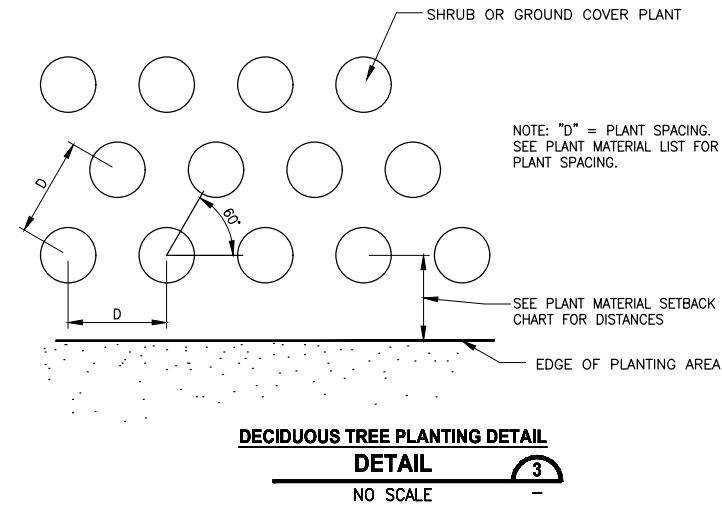 SHRUB OR GROUND COVER PLANT
NOTE: "D" = PLANT SPACING.
SEE PLANT MATERIAL LIST FOR
PLANT SPACING.
D
60°
D
SEE PLANT MATERIAL SETBACK
CHART FOR DISTANCES
EDGE OF PLANTING AREA
DECIDUOUS TREE PLANTING DETAIL
DETAIL
3
NO SCALE
–